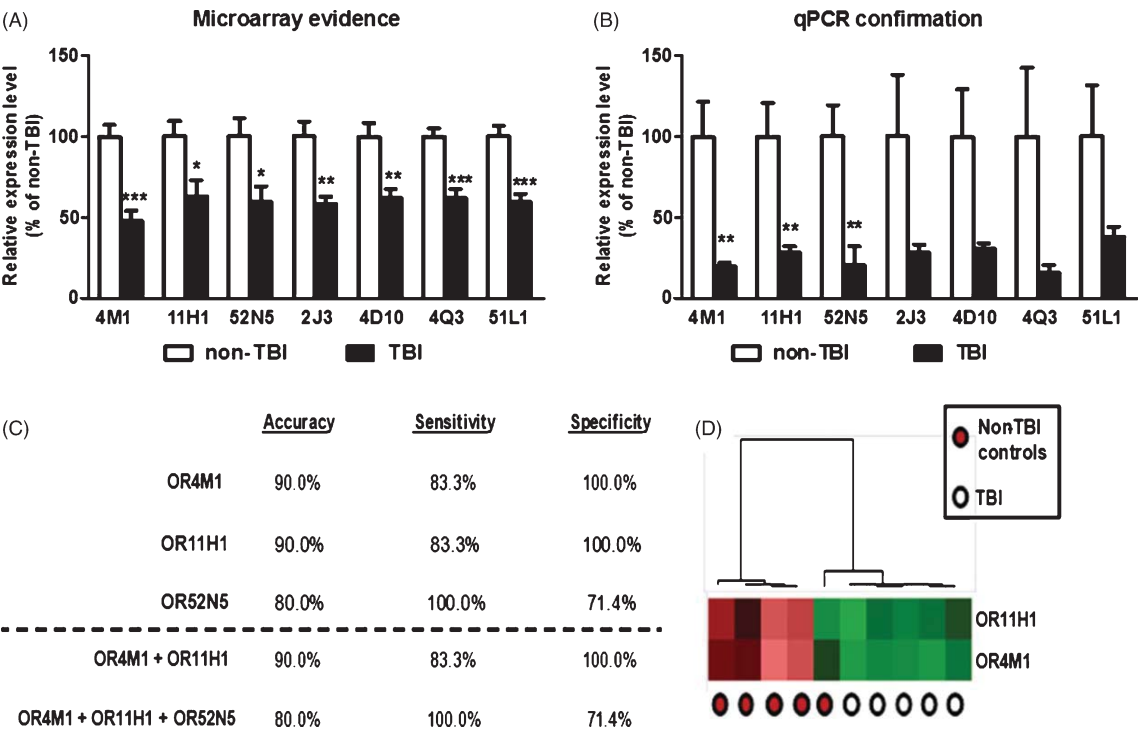 (A)
Microarray evidence
Relative expression level
(% of non-TBI)
150
100
50
0
***
*
*
**
**
***
***
4M1 11H1 52N5 2J3 4D10 4Q3 51L1
non-TBI TBI
(B)
qPCR confirmation
Relative expression level
(% of non-TBI)
150
100
50
0
**
**
**
4M1 11H1 52N5 2J3 4D10 4Q3 51L1
non-TBI TBI
(C)
Accuracy Sensitivity Specificity
OR4M1 90.0% 83.3% 100.0%
OR11H1 90.0% 83.3% 100.0%
OR52N5 80.0% 100.0% 71.4%
OR4M1 + OR11H1 90.0% 83.3% 100.0%
OR4M1 + OR11H1 + OR52N5 80.0% 100.0% 71.4%
(D)
Non-TBI
controls
TBI
OR11H1
OR4M1